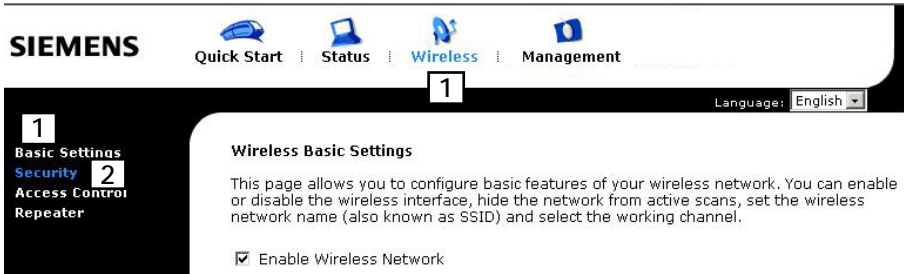 SIEMENS
Quick Start | Status | Wireless | Management
1
Language: English
1
Basic Settings
Security 2
Access Control
Repeater
Wireless Basic Settings
This page allows you to configure basic features of your wireless network. You can enable
or disable the wireless interface, hide the network from active scans, set the wireless
network name (also known as SSID) and select the working channel.
Enable Wireless Network